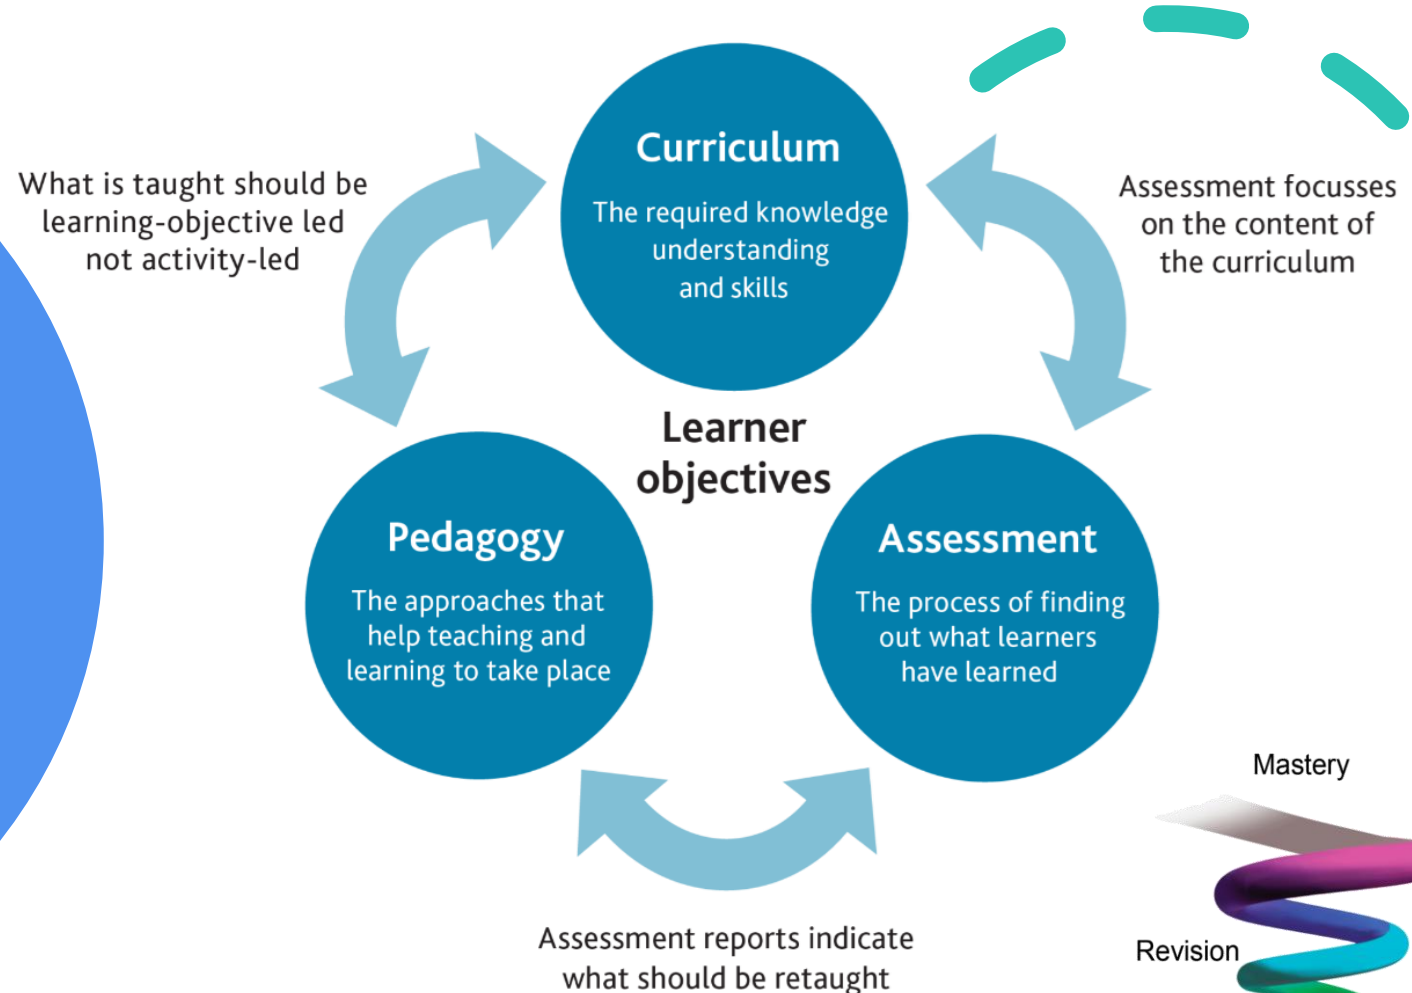 Curriculum
The required knowledge
understanding
and skills
What is taught should be
learning-objective led
not activity-led
Assessment focusses
on the content of
the curriculum
Learner
objectives
Pedagogy
The approaches that
help teaching and
learning to take place
Assessment
The process of finding
out what learners
have learned
Assessment reports indicate
what should be retaught
Mastery
Revision